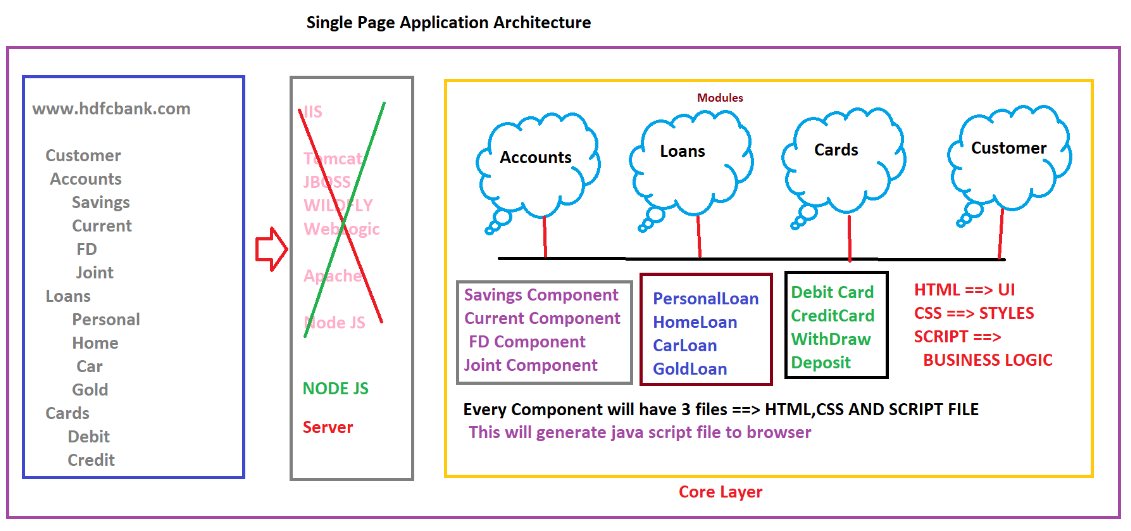 Single Page Application Architecture
www.hdfcbank.com
Customer
Accounts
Savings
Current
FD
Joint
Loans
Personal
Home
Car
Gold
Cards
Debit
Credit
IIS
Tomcat
JBOSS
WILDFLY
WebLogic
Apache
Node JS
NODE JS
Server
Modules
Accounts
Loans
Cards
Customer
Savings Component
Current Component
FD Component
Joint Component
PersonalLoan
HomeLoan
CarLoan
GoldLoan
Debit Card
CreditCard
WithDraw
Deposit
HTML ==> UI
CSS ==> STYLES
SCRIPT ==>
BUSINESS LOGIC
Every Component will have 3 files ==> HTML,CSS AND SCRIPT FILE
This will generate java script file to browser
Core Layer